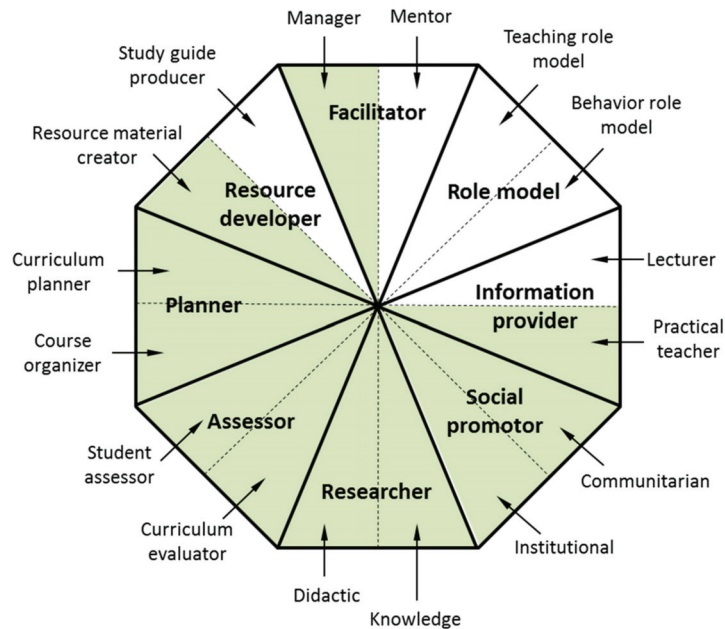 Manager
Mentor
Study guide
producer
Teaching role
model
Resource material
creator
Behavior role
model
Facilitator
Resource
developer
Role model
Curriculum
planner
Planner
Information
provider
Lecturer
Course
organizer
Practical
teacher
Assessor
Social
promotor
Student
assessor
Communitarian
Researcher
Curriculum
evaluator
Institutional
Didactic
Knowledge